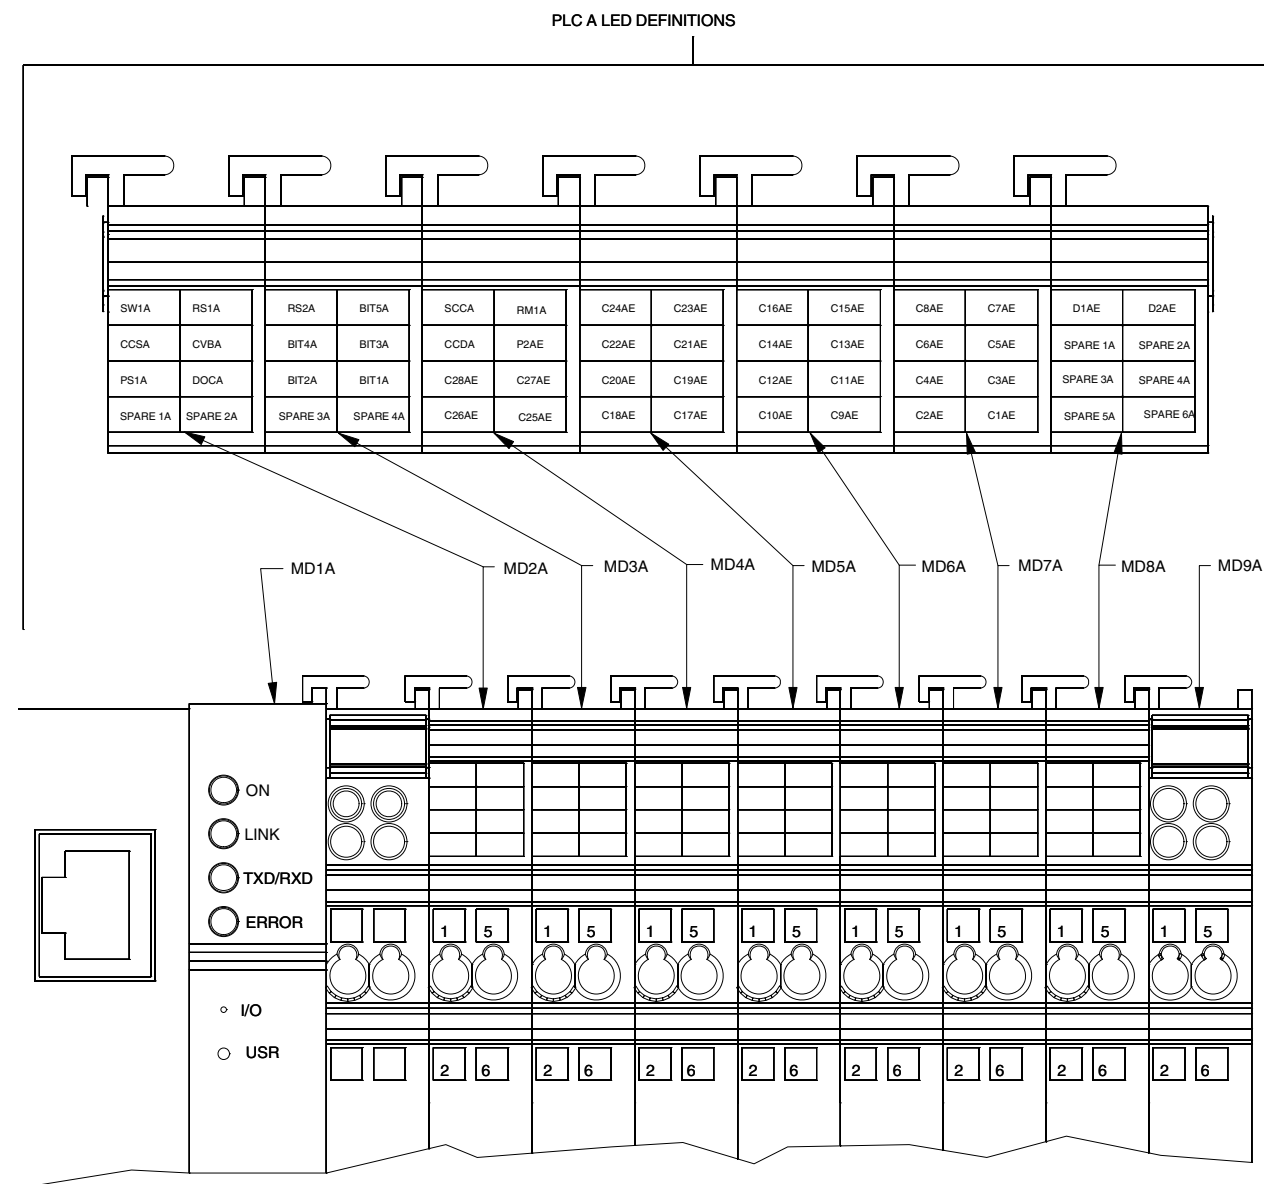 PLC A LED DEFINITIONS
SW1A RS1A RS2A BIT5A SCCA RM1A C24AE C23AE C16AE C15AE C8AE C7AE D1AE D2AE
CCSA CVBA BIT4A BIT3A CCDA P2AE C22AE C21AE C14AE C13AE C6AE C5AE SPARE 1A SPARE 2A
PS1A DOCA BIT2A BIT1A C28AE C27AE C20AE C19AE C12AE C11AE C4AE C3AE SPARE 3A SPARE 4A
SPARE 1A SPARE 2A SPARE 3A SPARE 4A C26AE C25AE C18AE C17AE C10AE C9AE C2AE C1AE SPARE 5A SPARE 6A
MD1A MD2A MD3A MD4A MD5A MD6A MD7A MD8A MD9A
ON
LINK
TXD/RXD
ERROR
1 5 1 5 1 5 1 5 1 5 1 5 1 5 1 5
I/O
USR
2 6 2 6 2 6 2 6 2 6 2 6 2 6 2 6